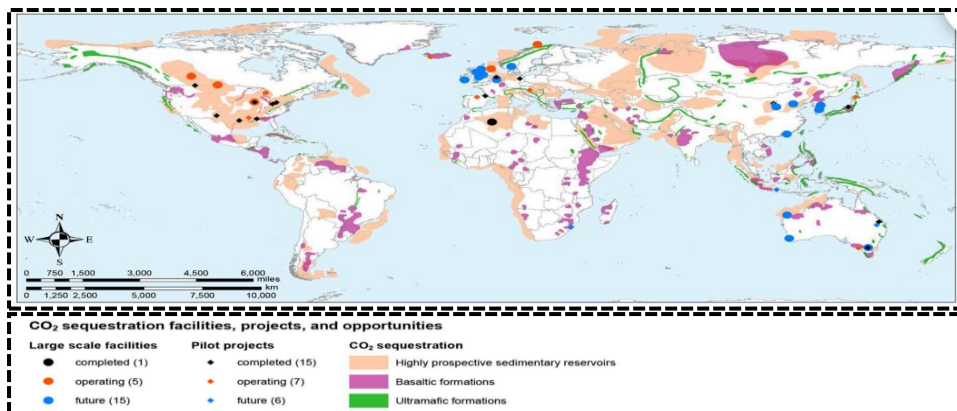 N
W E
S
0 750 1,500 3,000 4,500 6,000
miles
km
0 1,250 2,500 5,000 7,500 10,000
CO₂ sequestration facilities, projects, and opportunities
Large scale facilities Pilot projects CO₂ sequestration
completed (1) completed (15) Highly prospective sedimentary reservoirs
operating (5) operating (7) Basaltic formations
future (15) future (6) Ultramafic formations